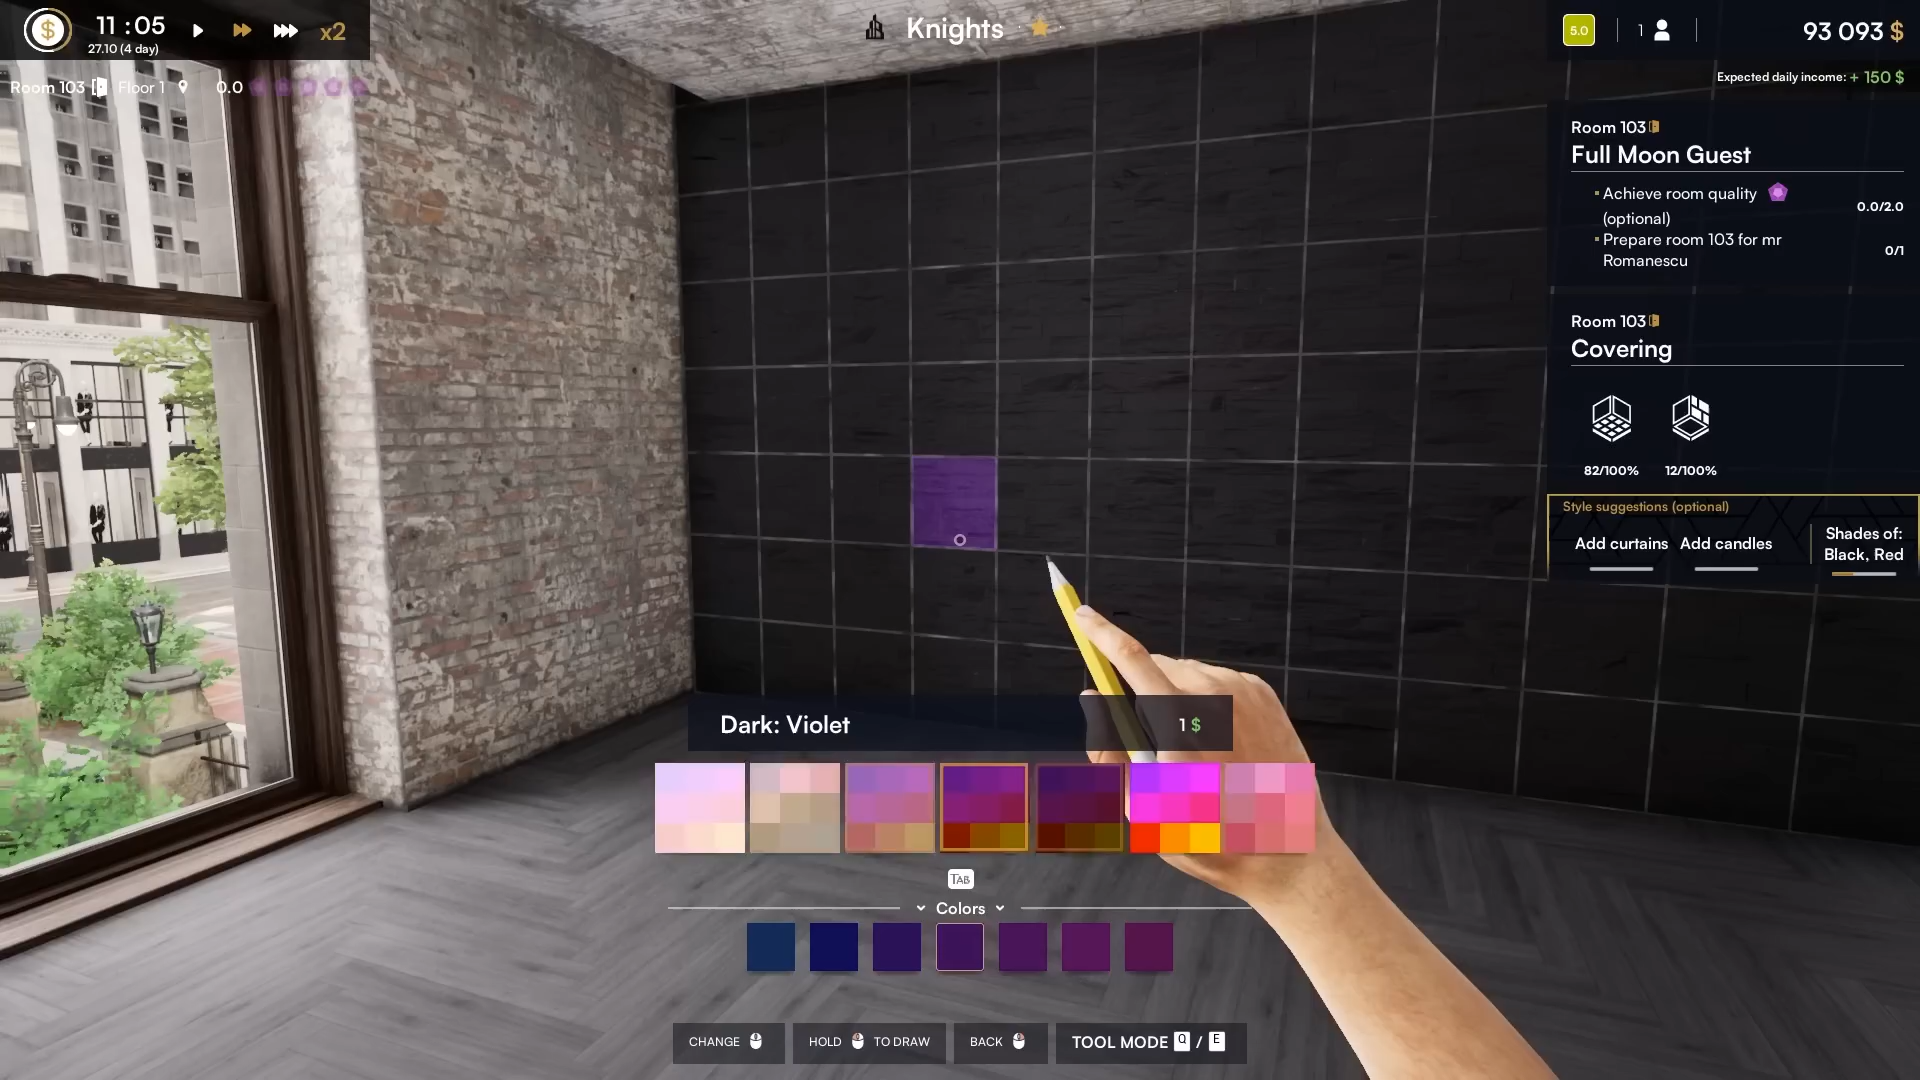 11 : 05
27.10 (4 day)
x2
Knights
5.0
1
93 093 $
Expected daily income: + 150 $
Room 103
Floor 1
0.0
Room 103
Full Moon Guest
Achieve room quality
(optional)
0.0/2.0
Prepare room 103 for mr
Romanescu
0/1
Room 103
Covering
82/100%
12/100%
Style suggestions (optional)
Add curtains
Add candles
Shades of:
Black, Red
Dark: Violet
1 $
TAB
Colors
CHANGE
HOLD TO DRAW
BACK
TOOL MODE Q / E